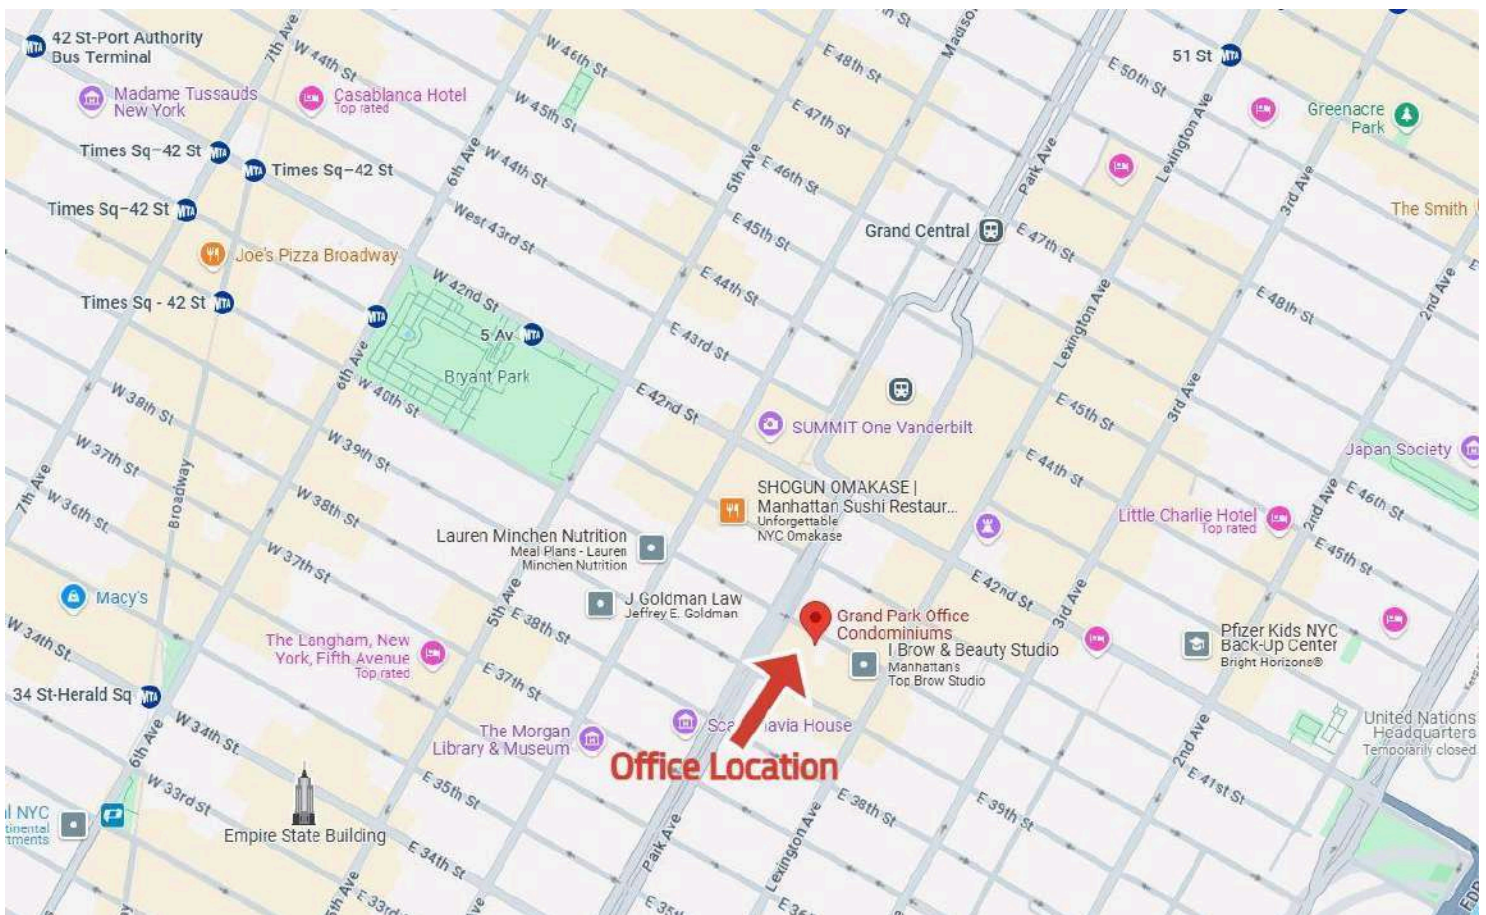 42 St-Port Authority
Bus Terminal
7th Ave
W 44th St
W 46th St
E 48th St
51 St
E 50th St
Madame Tussauds
New York
Casablanca Hotel
Top rated
W 45th St
E 47th St
Park Ave
Lexington Ave
Greenacre
Park
Times Sq-42 St
Times Sq-42 St
6th Ave
W 44th St
5th Ave
E 46th St
3rd Ave
Times Sq-42 St
West 43rd St
E 45th St
Grand Central
E 47th St
The Smith
Joe's Pizza Broadway
W 42nd St
E 44th St
E 48th St
2nd Ave
Times Sq - 42 St
MTA
5 Av
E 43rd St
Lexington Ave
6th Ave
Bryant Park
W 40th St
E 42nd St
E 45th St
3rd Ave
W 38th St
SUMMIT One Vanderbilt
W 37th St
W 39th St
E 44th St
Japan Society
7th Ave
W 36th St
Broadway
W 38th St
SHOGUN OMAKASE |
Manhattan Sushi Restaur...
Unforgettable
NYC Omakase
E 46th St
2nd Ave
Little Charlie Hotel
Top rated
Lauren Minchen Nutrition
Meal Plans - Lauren
Minchen Nutrition
W 37th St
E 45th St
E 42nd St
Macy's
J Goldman Law
Jeffrey E. Goldman
5th Ave
E 38th St
3rd Ave
Grand Park Office
Condominiums
W 34th St
The Langham, New
York, Fifth Avenue
Top rated
I Brow & Beauty Studio
Manhattan's
Top Brow Studio
Pfizer Kids NYC
Back-Up Center
Bright Horizons®
E 37th St
34 St-Herald Sq
W 34th St
6th Ave
The Morgan
Library & Museum
Office Location
2nd Ave
United Nations
Headquarters
Temporarily closed
W 33rd St
E 35th St
E 41st St
E 38th St
E 39th St
Empire State Building
E 34th St
Park Ave
Lexington Ave
E 33rd
FDR